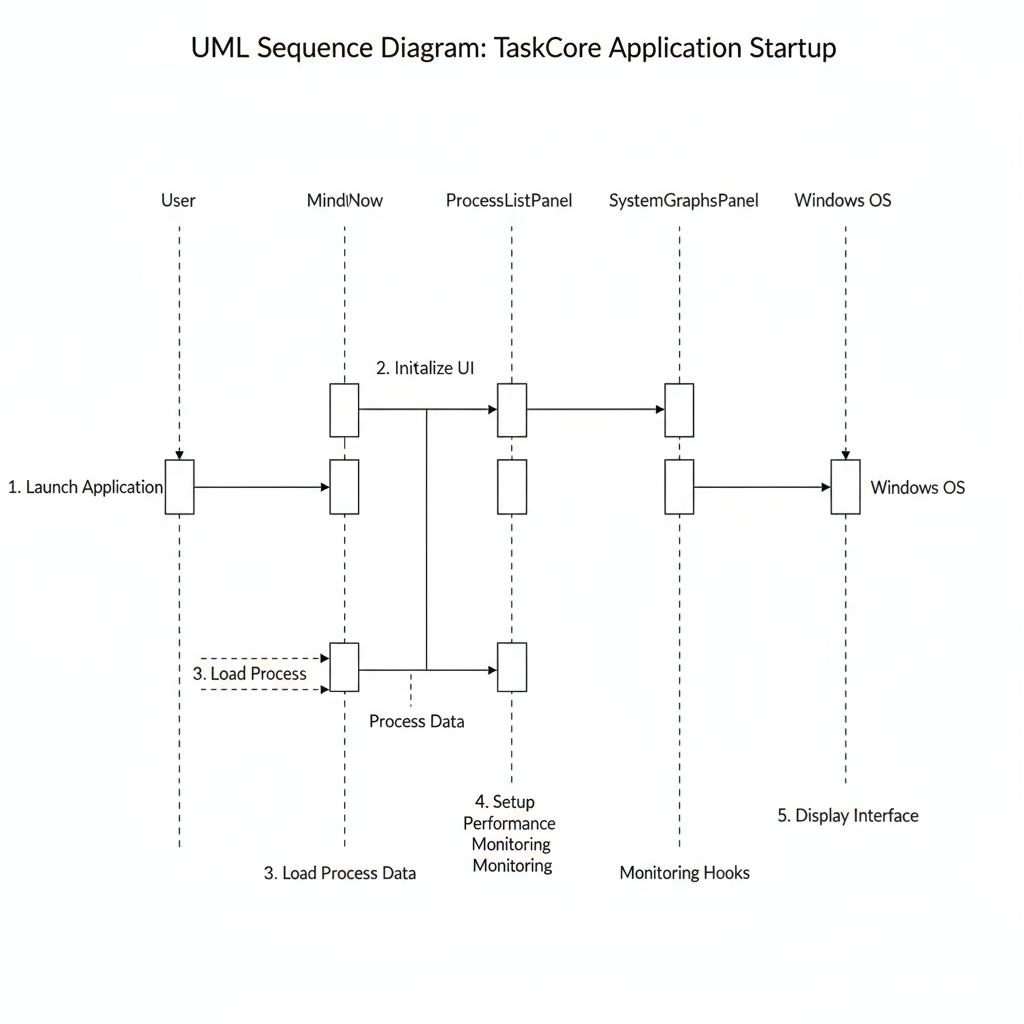 UML Sequence Diagram: TaskCore Application Startup
User
MindNow
ProcessListPanel
SystemGraphsPanel
Windows OS
2. Initalize UI
1. Launch Application
Windows OS
3. Load Process
Process Data
4. Setup
Performance
Monitoring
Monitoring
5. Display Interface
3. Load Process Data
Monitoring Hooks